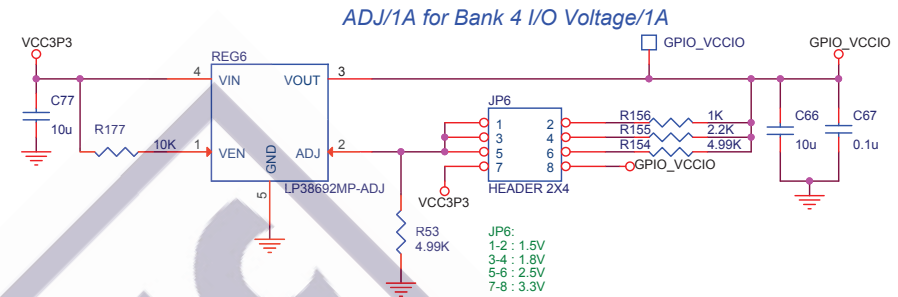 ADJ/1A for Bank 4 I/O Voltage/1A
VCC3P3
GPIO_VCCIO
GPIO_VCCIO
REG6
4
VIN
VOUT
3
C77
10u
R177
10K
1
VEN
GND
ADJ
2
5
LP38692MP-ADJ
JP6
1
2
3
4
5
6
7
8
HEADER 2X4
R156
1K
R155
2.2K
R154
4.99K
GPIO_VCCIO
VCC3P3
C66
10u
C67
0.1u
R53
4.99K
JP6:
1-2 : 1.5V
3-4 : 1.8V
5-6 : 2.5V
7-8 : 3.3V